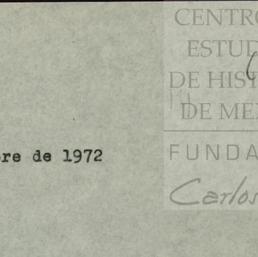 CENTRO
ESTUD
DE HIS
DE ME
FUNDA
Carlos
re de 1972